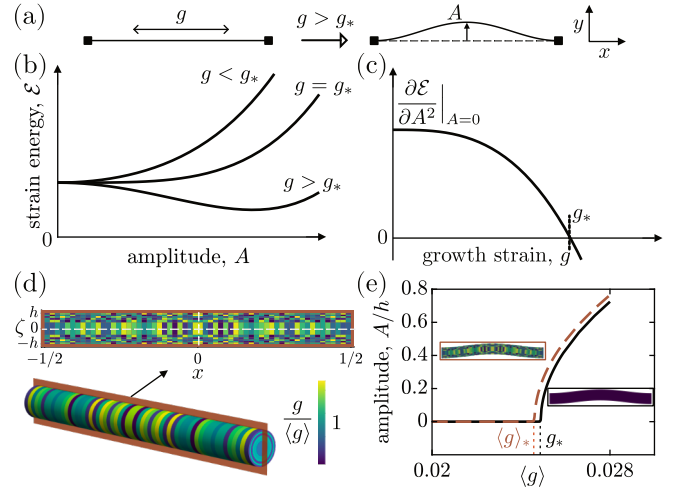 (a) g g > g∗ A y x
(b) (c)
strain energy, ℰ
g < g∗ g = g∗
g > g∗
0
amplitude, A
∂ℰ/∂A² |A=0
g∗
0
growth strain, g
(d) (e)
h
ζ 0
−h
−1/2 0 1/2
x
g/⟨g⟩ 1
amplitude, A/h
0.8
0.6
0.4
0.2
0
⟨g⟩∗ g∗
0.02 ⟨g⟩ 0.028